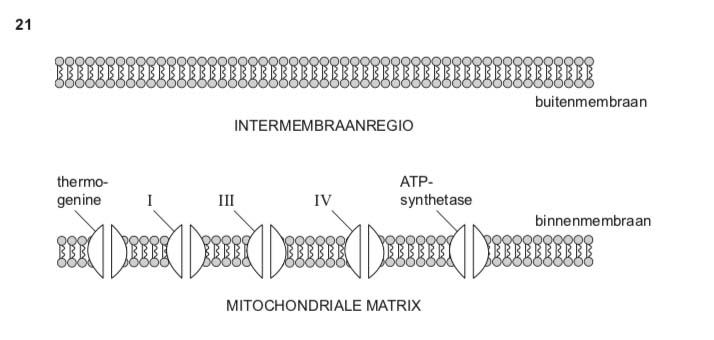 21
buitenmembraan
INTERMEMBRAANREGIO
thermo-
genine
I
III
IV
ATP-
synthetase
binnenmembraan
MITOCHONDRIALE MATRIX